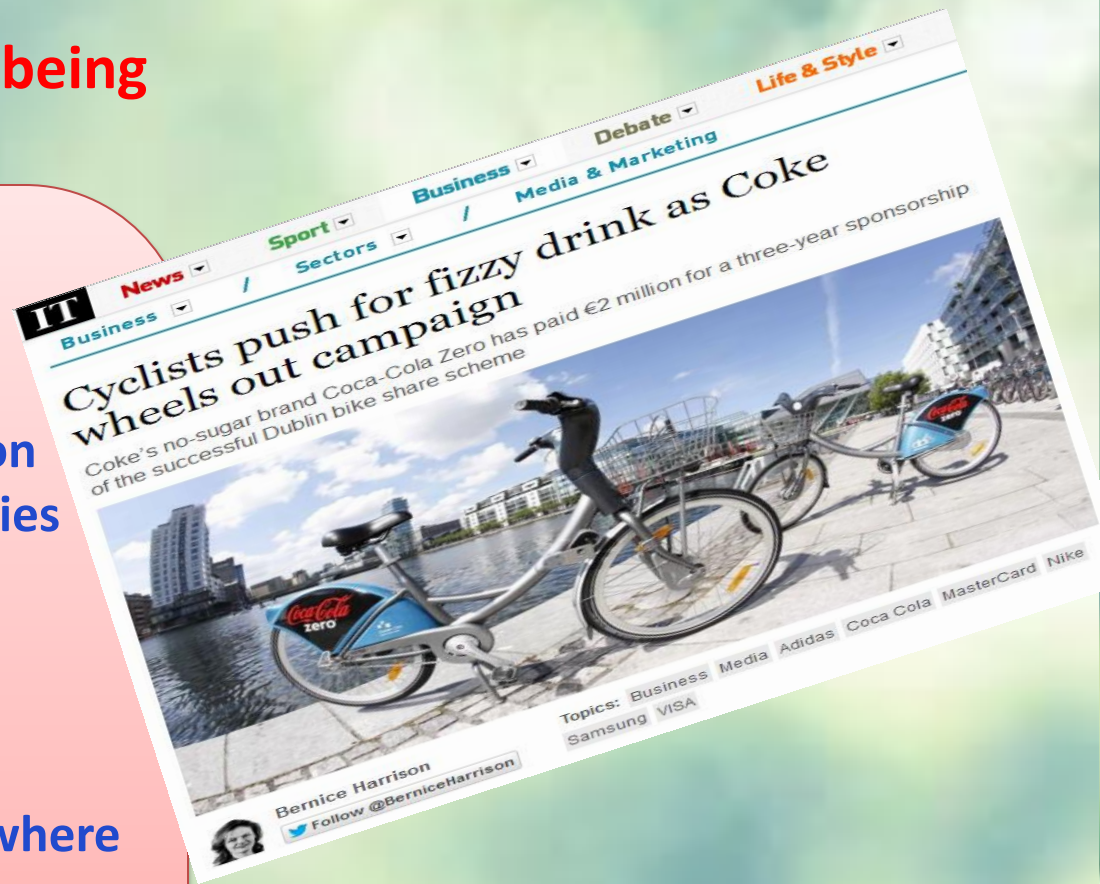 being
on
ies
where
IT
News Sport Business Debate Life & Style
Business / Sectors / Media & Marketing
Cyclists push for fizzy drink as Coke
wheels out campaign
Coke's no-sugar brand Coca-Cola Zero has paid €2 million for a three-year sponsorship
of the successful Dublin bike share scheme
Coca-Cola
zero
Coca-Cola
zero
Topics: Business Media Adidas Coca Cola MasterCard Nike
Samsung VISA
Bernice Harrison
Follow @BerniceHarrison